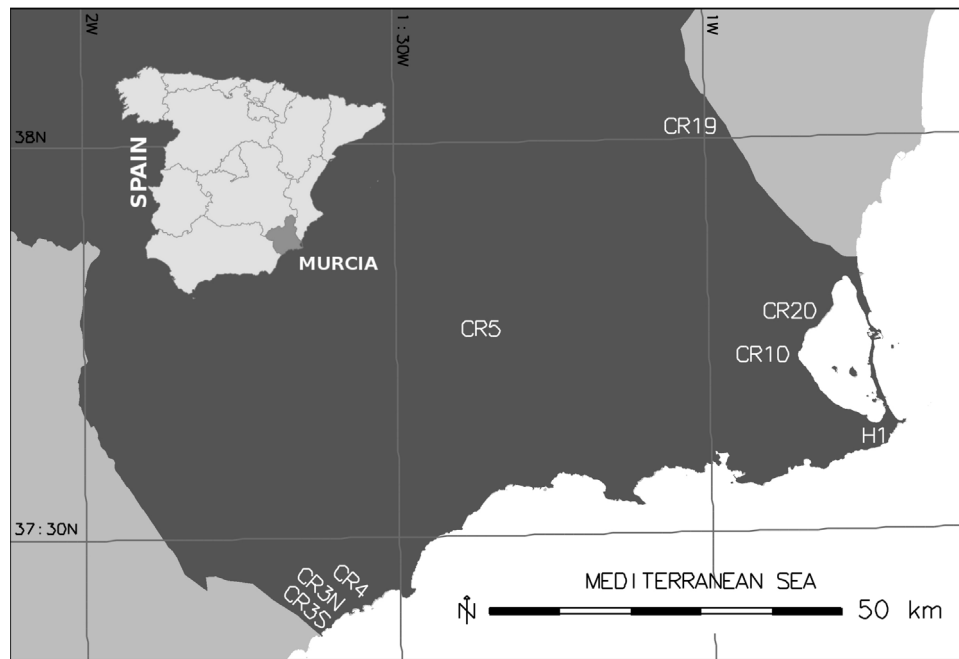 2W
1:30W
1W
38N
CR19
SPAIN
MURCIA
CR20
CR5
CR10
H1
37:30N
CR4
CR3N
CR3S
MEDITERRANEAN SEA
N
50 km